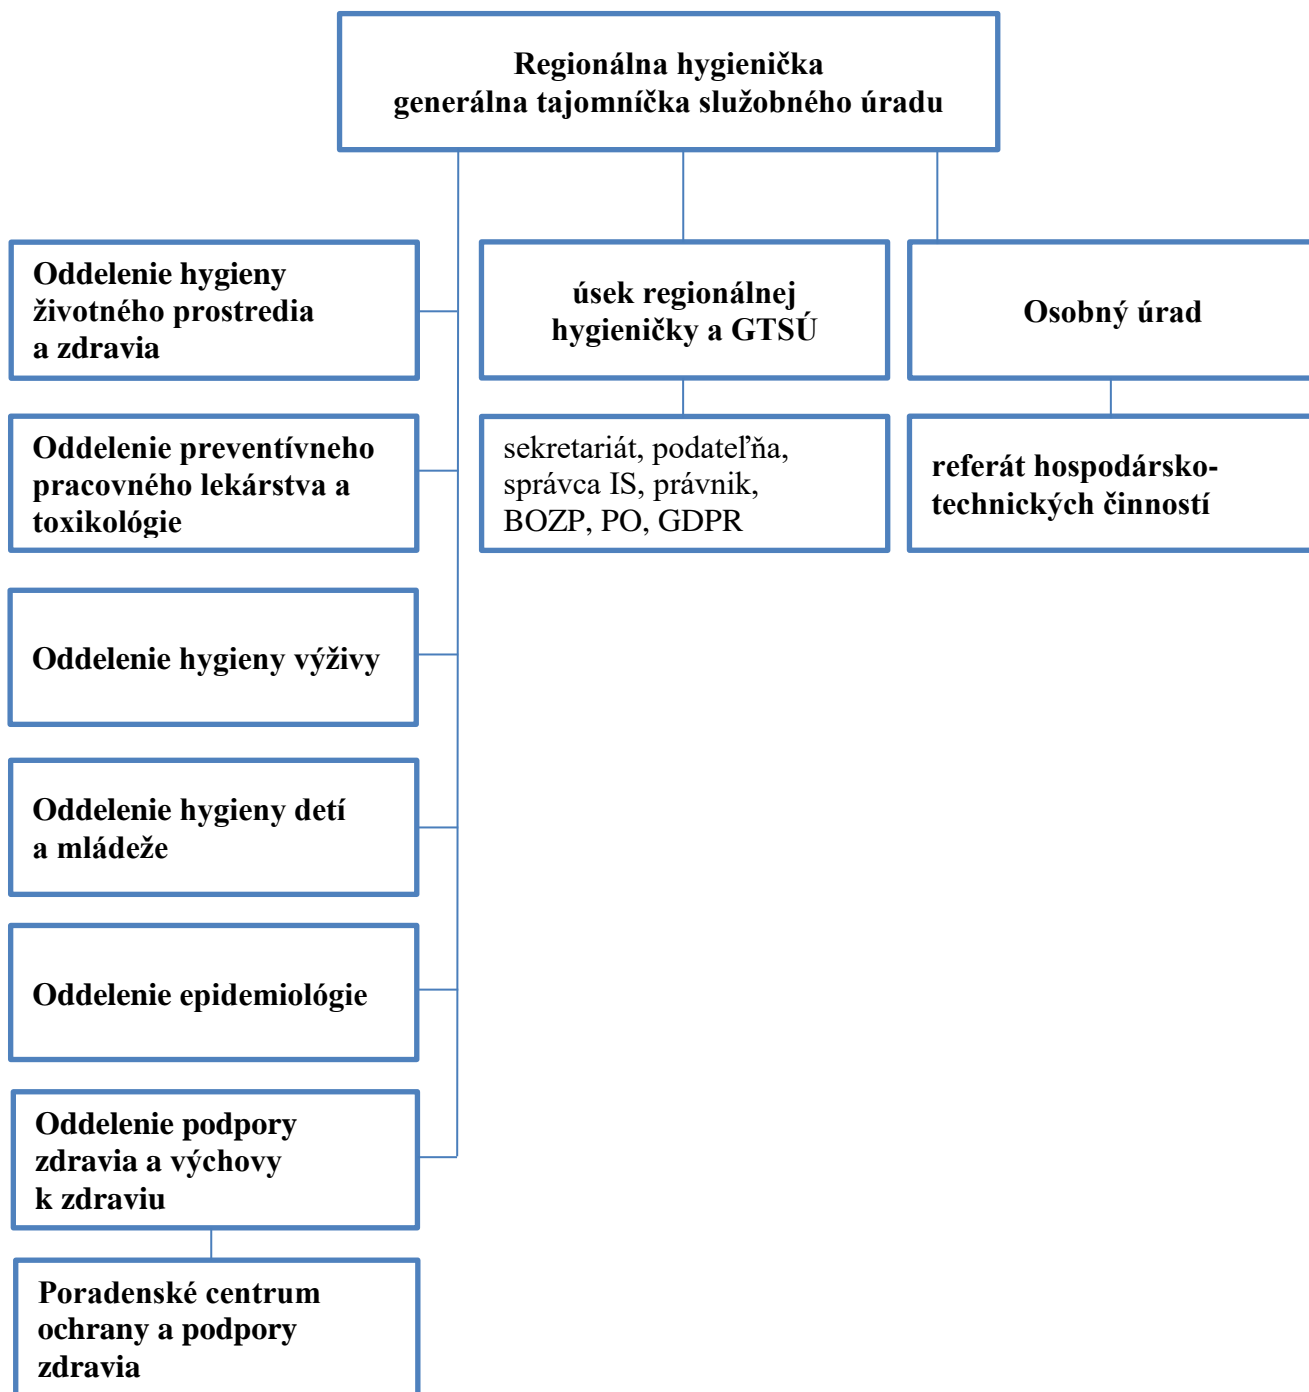 Regionálna hygienička
generálna tajomníčka služobného úradu
Oddelenie hygieny
životného prostredia
a zdravia
úsek regionálnej
hygieničky a GTSÚ
Osobný úrad
Oddelenie preventívneho
pracovného lekárstva a
toxikológie
sekretariát, podateľňa,
správca IS, právnik,
BOZP, PO, GDPR
referát hospodársko-
technických činností
Oddelenie hygieny výživy
Oddelenie hygieny detí
a mládeže
Oddelenie epidemiológie
Oddelenie podpory
zdravia a výchovy
k zdraviu
Poradenské centrum
ochrany a podpory
zdravia